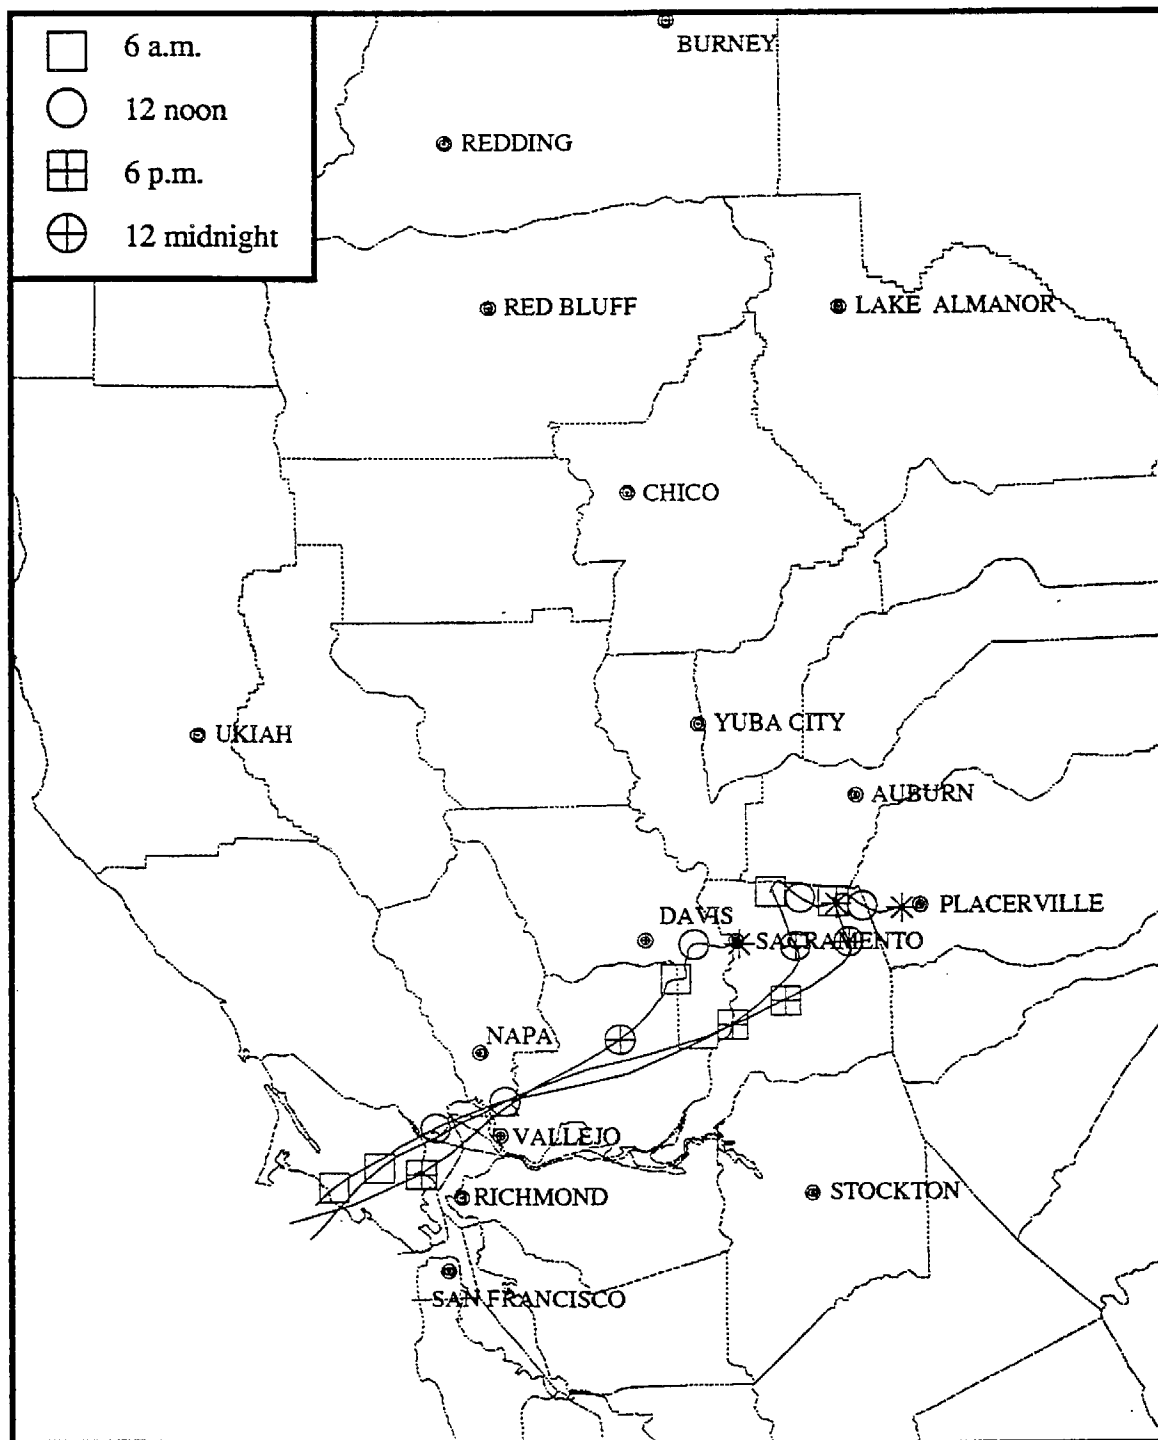 6 a.m.
12 noon
6 p.m.
12 midnight
BURNEY
REDDING
RED BLUFF
LAKE ALMANOR
CHICO
YUBA CITY
UKIAH
AUBURN
PLACERVILLE
DAVIS
SACRAMENTO
NAPA
VALLEJO
RICHMOND
STOCKTON
SAN FRANCISCO